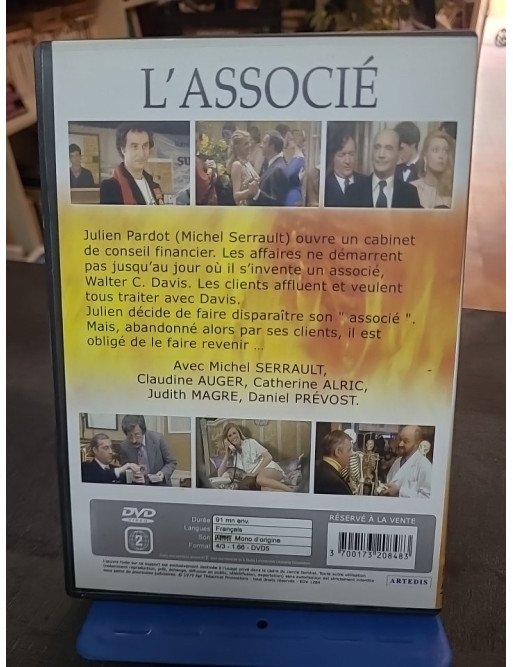 L'ASSOCIÉ
SU
Julien Pardot (Michel Serrault) ouvre un cabinet
de conseil financier. Les affaires ne démarrent
pas jusqu'au jour où il s'invente un associé,
Walter C. Davis. Les clients affluent et veulent
tous traiter avec Davis.
Julien décide de faire disparaître son " associé ".
Mais, abandonné alors par ses clients, il est
obligé de le faire revenir ...
Avec Michel SERRAULT,
Claudine AUGER, Catherine ALRIC,
Judith MAGRE, Daniel PRÉVOST.
DVD
VIDEO
2
Durée 91 mn env.
Langues Français
Son Mono d'origine
Format 4/3 - 1.66 - DVD5
RÉSERVÉ À LA VENTE
3 700173 208483
ARTEDIS